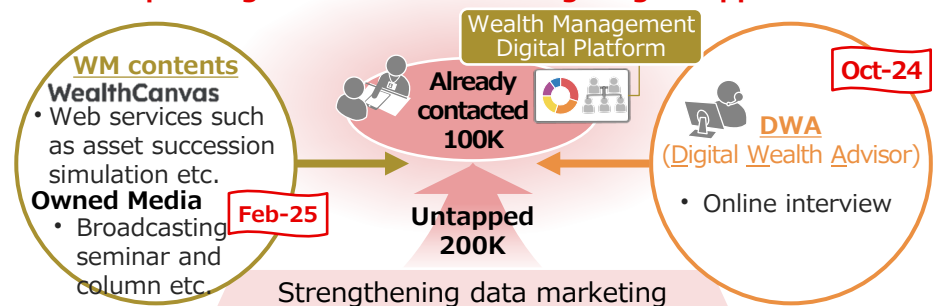 Wealth Management
Digital Platform
WM contents
WealthCanvas
• Web services such
as asset succession
simulation etc.
Owned Media
• Broadcasting
seminar and
column etc.
Feb-25
Already
contacted
100K
Untapped
200K
Strengthening data marketing
Oct-24
DWA
(Digital Wealth Advisor)
• Online interview